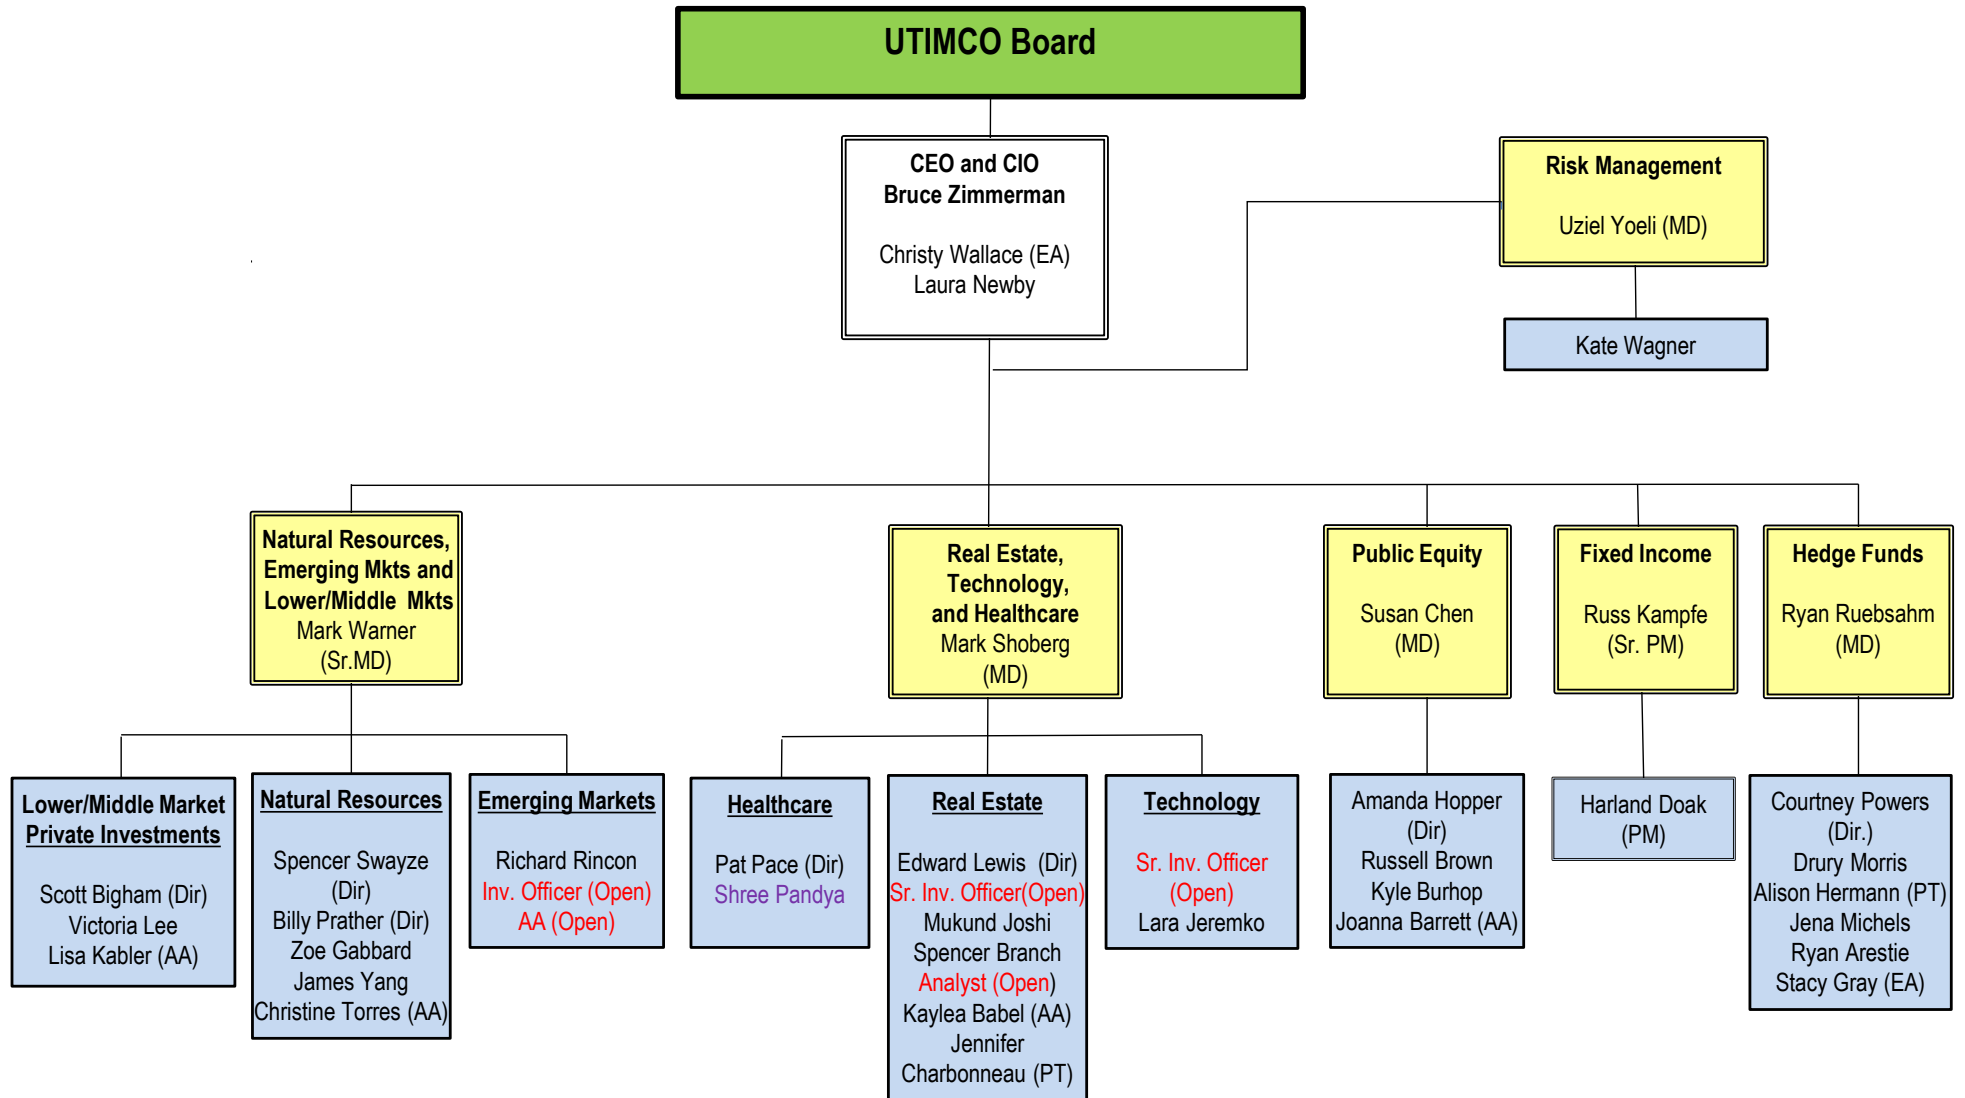 UTIMCO Board
CEO and CIO
Bruce Zimmerman
Christy Wallace (EA)
Laura Newby
Risk Management
Uziel Yoeli (MD)
Kate Wagner
Natural Resources,
Emerging Mkts and
Lower/Middle Mkts
Mark Warner
(Sr.MD)
Real Estate,
Technology,
and Healthcare
Mark Shoberg
(MD)
Public Equity
Susan Chen
(MD)
Fixed Income
Russ Kampfe
(Sr. PM)
Hedge Funds
Ryan Ruebsahm
(MD)
Lower/Middle Market
Private Investments
Scott Bigham (Dir)
Victoria Lee
Lisa Kabler (AA)
Natural Resources
Spencer Swayze
(Dir)
Billy Prather (Dir)
Zoe Gabbard
James Yang
Christine Torres (AA)
Emerging Markets
Richard Rincon
Inv. Officer (Open)
AA (Open)
Healthcare
Pat Pace (Dir)
Shree Pandya
Real Estate
Edward Lewis (Dir)
Sr. Inv. Officer(Open)
Mukund Joshi
Spencer Branch
Analyst (Open)
Kaylea Babel (AA)
Jennifer
Charbonneau (PT)
Technology
Sr. Inv. Officer
(Open)
Lara Jeremko
Amanda Hopper
(Dir)
Russell Brown
Kyle Burhop
Joanna Barrett (AA)
Harland Doak
(PM)
Courtney Powers
(Dir.)
Drury Morris
Alison Hermann (PT)
Jena Michels
Ryan Arestie
Stacy Gray (EA)